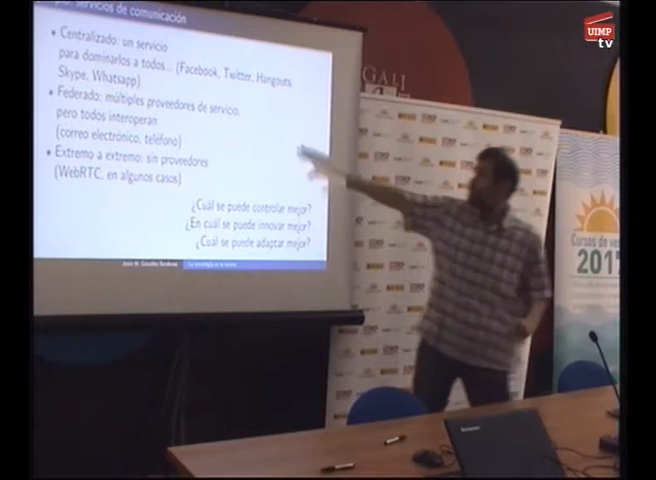 servicios de comunicación
• Centralizado: un servicio
para dominarlos a todos... (Facebook, Twitter, Hangouts,
Skype, Whatsapp)
• Federado: múltiples proveedores de servicio,
pero todos interoperan
(correo electrónico, teléfono)
• Extremo a extremo: sin proveedores
(WebRTC, en algunos casos)
¿Cuál se puede controlar mejor?
¿En cuál se puede innovar mejor?
¿Cuál se puede adaptar mejor?
UIMP
tv
GALI
Cursos de ve
2017